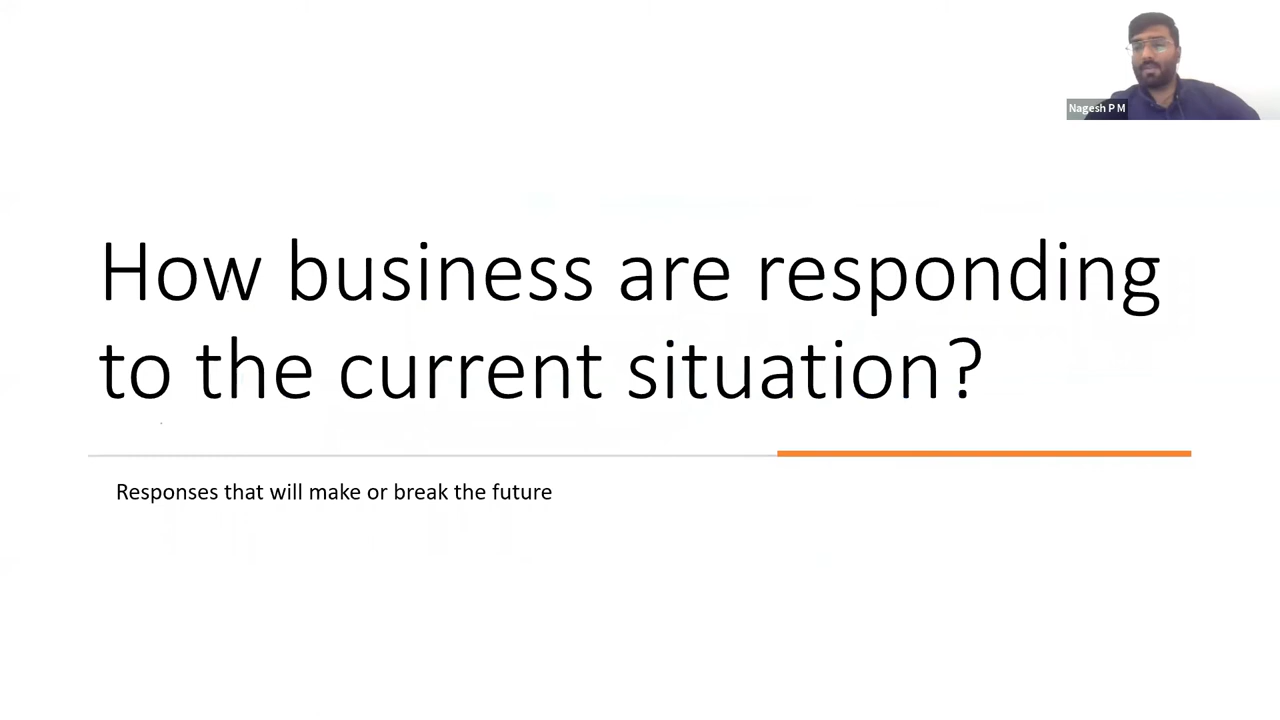 Nagesh P M
How business are responding
to the current situation?
Responses that will make or break the future